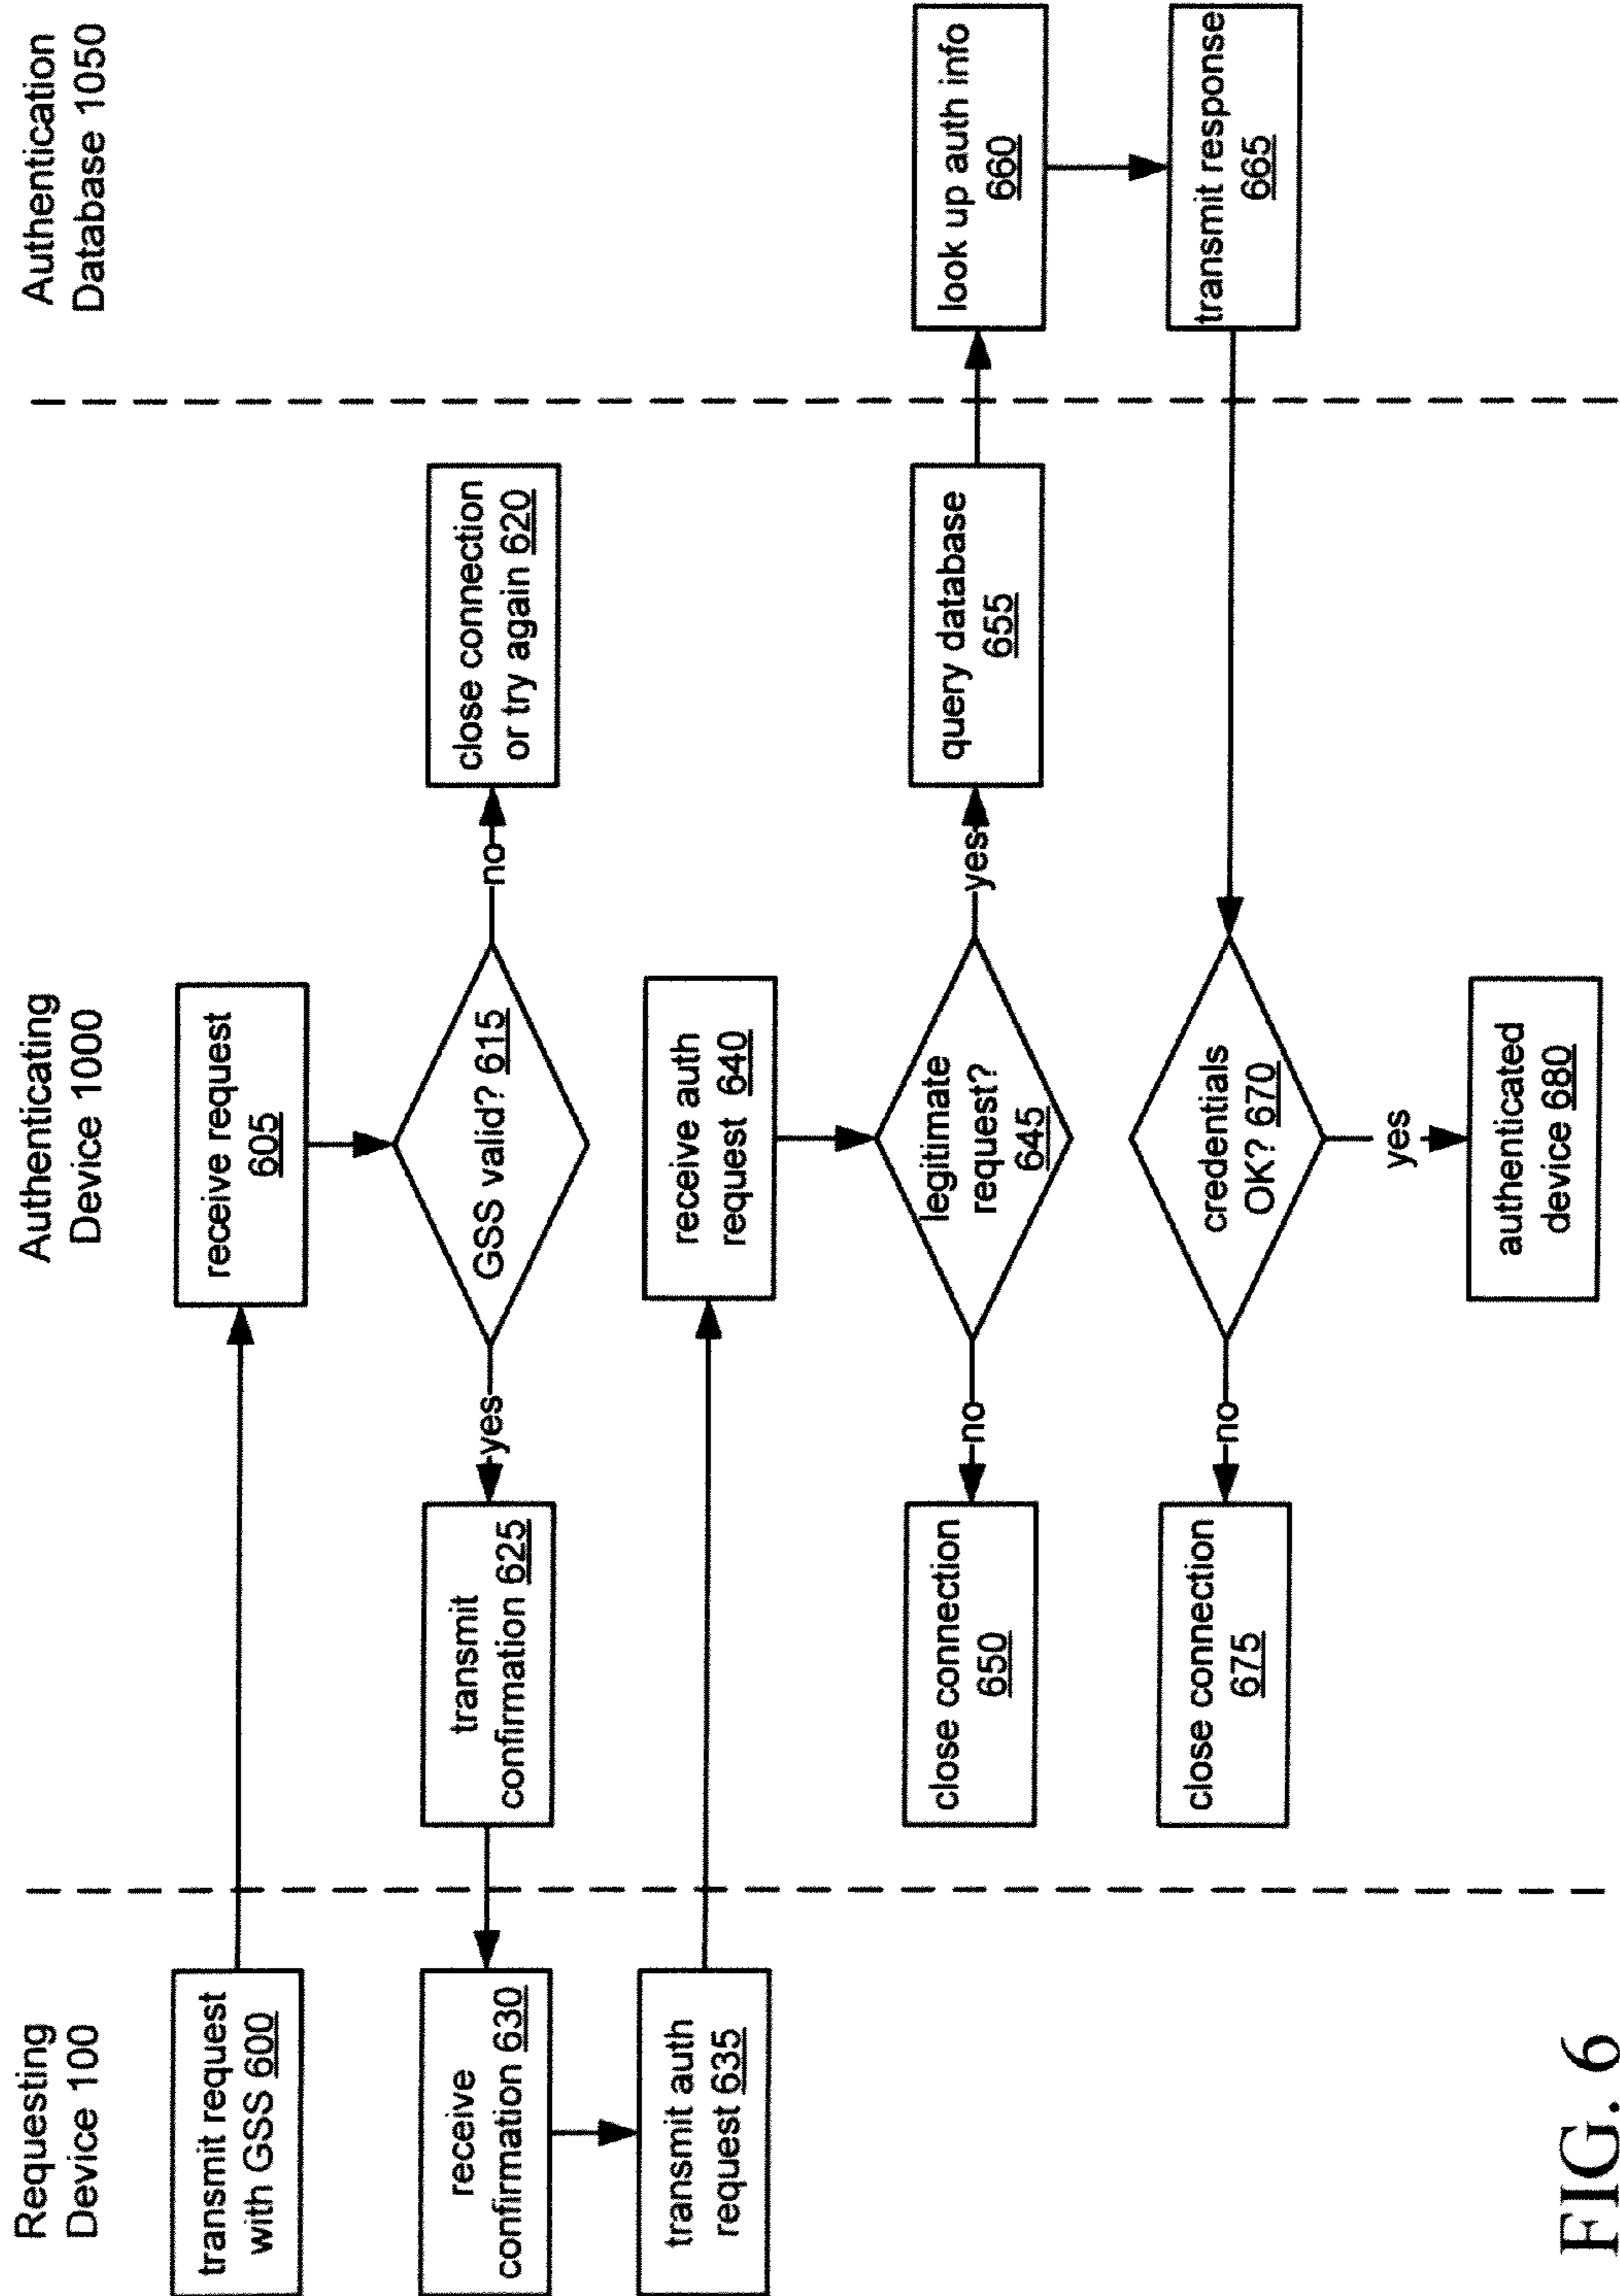 Requesting
Device 100
Authenticating
Device 1000
Authentication
Database 1050
transmit request
with GSS 600
receive request
605
GSS valid? 615
no
close connection
or try again 620
yes
transmit
confirmation 625
receive
confirmation 630
transmit auth
request 635
receive auth
request 640
legitimate
request?
645
no
close connection
650
yes
query database
655
look up auth info
660
transmit response
665
credentials
OK? 670
no
close connection
675
yes
authenticated
device 680
FIG. 6